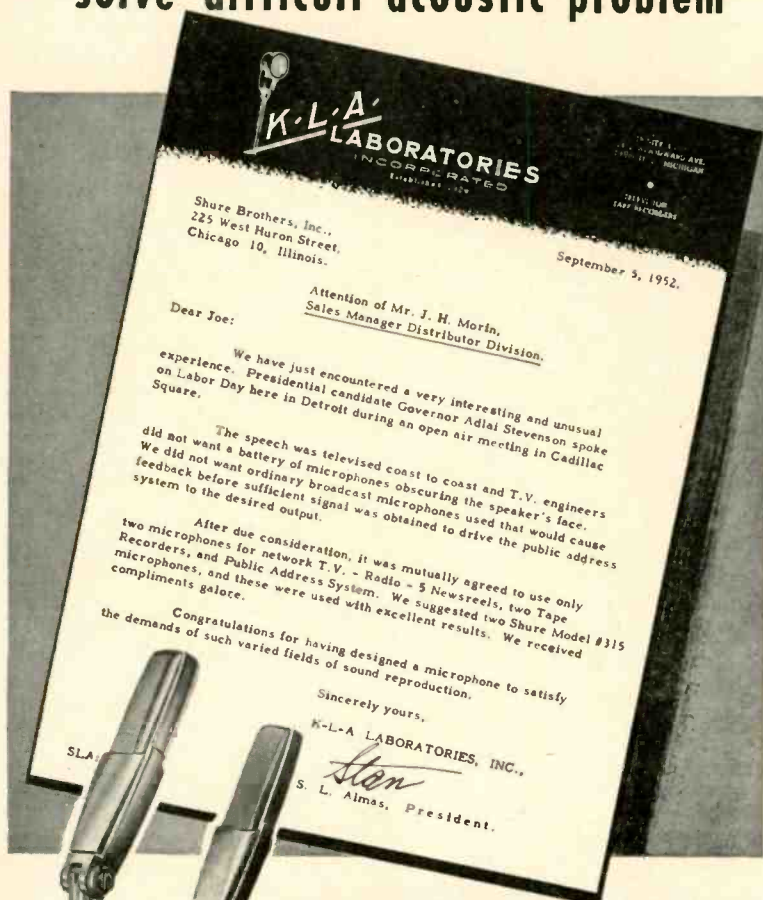 solve difficult acoustic problem
K-L-A-
LABORATORIES
INCORPORATED
MICHIGAN
TAPE RECORDERS
Shure Brothers, Inc.,
225 West Huron Street,
Chicago 10, Illinois.
September 5, 1952.
Attention of Mr. J. H. Morin,
Sales Manager Distributor Division.
Dear Joe:
We have just encountered a very interesting and unusual
experience. Presidential candidate Governor Adlai Stevenson spoke
on Labor Day here in Detroit during an open air meeting in Cadillac
Square.
The speech was televised coast to coast and T.V. engineers
did not want a battery of microphones obscuring the speaker's face.
We did not want ordinary broadcast microphones used that would cause
feedback before sufficient signal was obtained to drive the public address
system to the desired output.
After due consideration, it was mutually agreed to use only
two microphones for network T.V. - Radio - 5 Newsreels, two Tape
Recorders, and Public Address System. We suggested two Shure Model #315
microphones, and these were used with excellent results. We received
compliments galore.
Congratulations for having designed a microphone to satisfy
the demands of such varied fields of sound reproduction.
Sincerely yours,
K-L-A LABORATORIES, INC.,
Stan
S. L. Almas, President.
SLA: